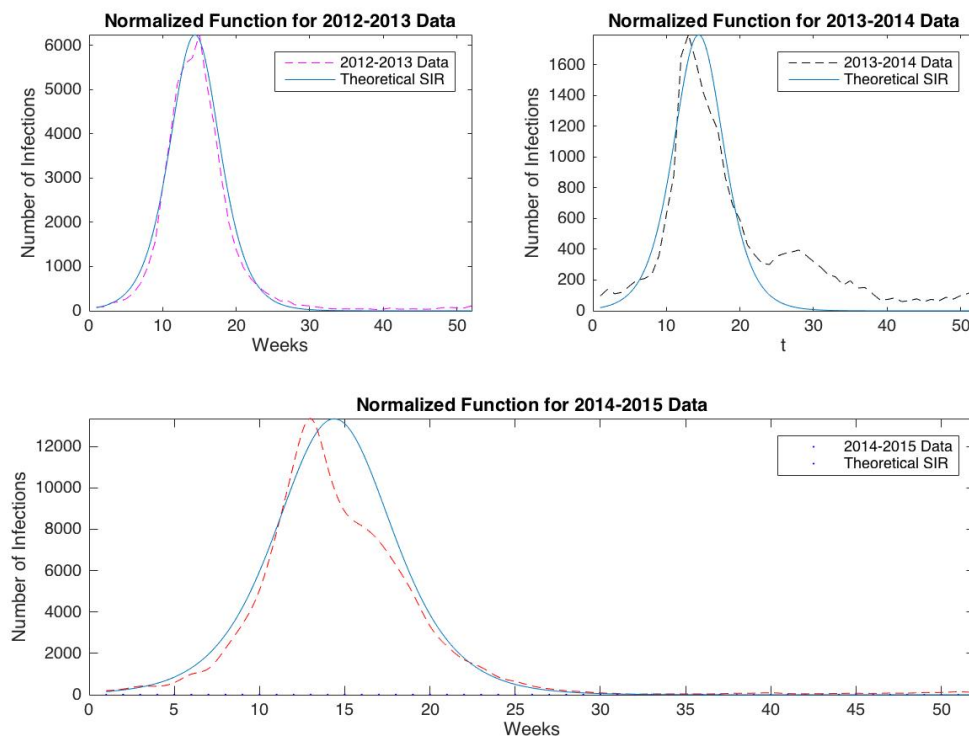 Normalized Function for 2012-2013 Data
Number of Infections
6000
5000
4000
3000
2000
1000
0
2012-2013 Data
Theoretical SIR
0 10 20 30 40 50
Weeks
Normalized Function for 2013-2014 Data
Number of Infections
1600
1400
1200
1000
800
600
400
200
0
2013-2014 Data
Theoretical SIR
0 10 20 30 40 50
t
Normalized Function for 2014-2015 Data
Number of Infections
12000
10000
8000
6000
4000
2000
0
2014-2015 Data
Theoretical SIR
0 5 10 15 20 25 30 35 40 45 50
Weeks